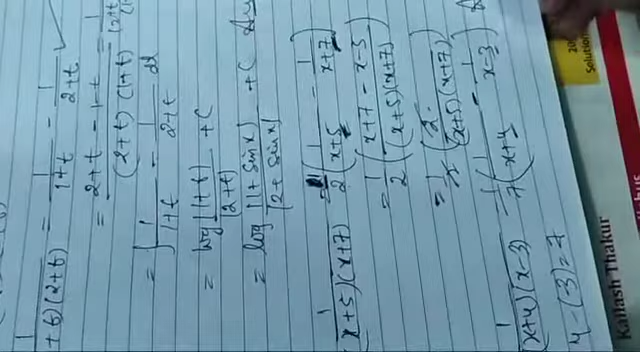 1/((1+t)(2+t)) = 1/(1+t) - 1/(2+t)
= (2+t-1-t)/((2+t)(1+t)) = 1
= ∫ 1/(1+t) - 1/(2+t) dt
= log |1+t|/|2+t| + C
= log |1+sinx|/|2+sinx| + C
1/((x+5)(x+7)) = 1/2 (1/(x+5) - 1/(x+7))
= 1/2 ((x+7-x-5)/((x+5)(x+7)))
= 1/2 (2/((x+5)(x+7)))
1/((x+4)(x-3)) = 1/7 (1/(x+4) - 1/(x-3))
4-(-3)=7
Solution
Kailash Thakur